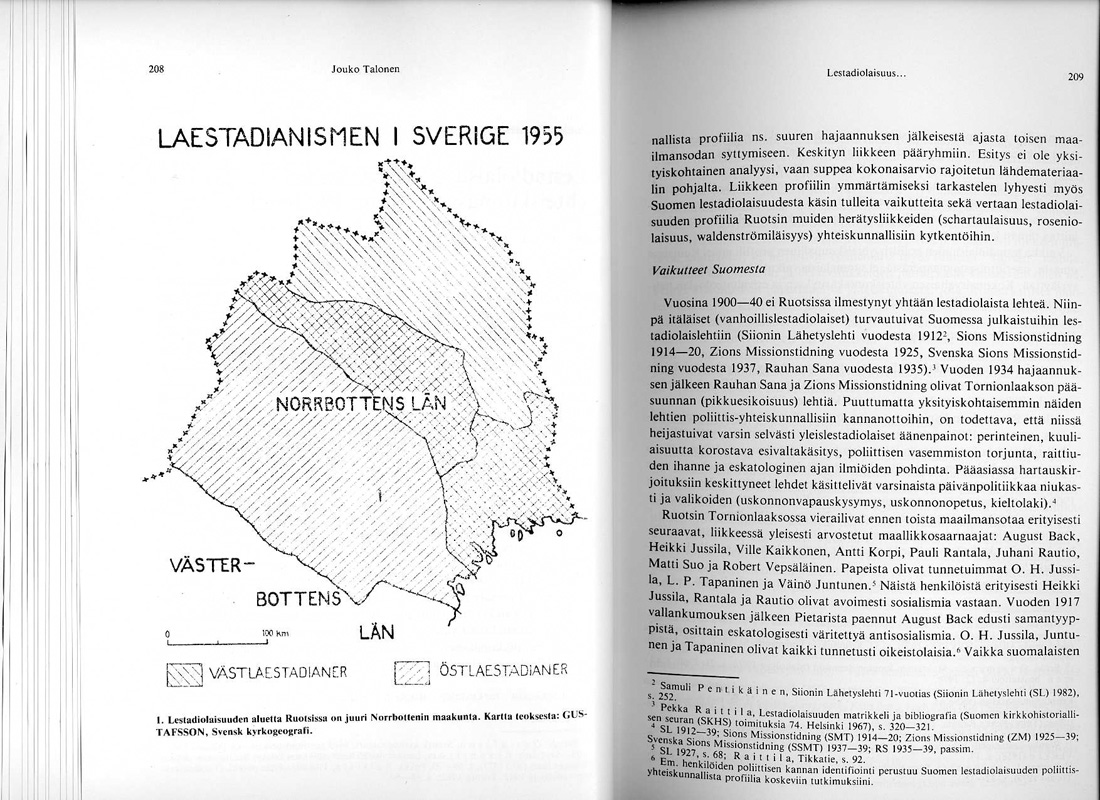 208
Jouko Talonen
LAESTADIANISMEN I SVERIGE 1955
NORRBOTTENS LÄN
VÄSTER-
BOTTENS
LÄN
0 100 km
VÄSTLAESTADIANER ÖSTLAESTADIANER
1. Lestadiolaisuuden aluetta Ruotsissa on juuri Norrbottenin maakunta. Kartta teoksesta: GUS-
TAFSSON, Svensk kyrkogeografi.
Lestadiolaisuus...
209
nallista profiilia ns. suuren hajaannuksen jälkeisestä ajasta toisen maa-
ilmansodan syttymiseen. Keskityn liikkeen pääryhmiin. Esitys ei ole yksi-
tyiskohtainen analyysi, vaan suppea kokonaisarvio rajoitetun lähdemateriaa-
lin pohjalta. Liikkeen profiilin ymmärtämiseksi tarkastelen lyhyesti myös
Suomen lestadiolaisuudesta käsin tulleita vaikutteita sekä vertaan lestadiolai-
suuden profiilia Ruotsin muiden herätysliikkeiden (schartaulaisuus, rosenio-
laisuus, waldenströmiläisyys) yhteiskunnallisiin kytkentöihin.
Vaikutteet Suomesta
Vuosina 1900—40 ei Ruotsissa ilmestynyt yhtään lestadiolaista lehteä. Niin-
pä itäläiset (vanhoillislestadiolaiset) turvautuivat Suomessa julkaistuihin les-
tadiolaislehtiin (Siionin Lähetyslehti vuodesta 1912², Sions Missionstidning
1914—20, Zions Missionstidning vuodesta 1925, Svenska Sions Missionstid-
ning vuodesta 1937, Rauhan Sana vuodesta 1935).³ Vuoden 1934 hajaannuk-
sen jälkeen Rauhan Sana ja Zions Missionstidning olivat Tornionlaakson pää-
suunnan (pikkuesikoisuus) lehtiä. Puuttumatta yksityiskohtaisemmin näiden
lehtien poliittis-yhteiskunnallisiin kannanottoihin, on todettava, että niissä
heijastuivat varsin selvästi yleislestadiolaiset äänenpainot: perinteinen, kuuli-
aisuutta korostava esivaltakäsitys, poliittisen vasemmiston torjunta, raittiu-
den ihanne ja eskatologinen ajan ilmiöiden pohdinta. Pääasiassa hartauskir-
joituksiin keskittyneet lehdet käsittelivät varsinaista päivänpolitiikkaa niukas-
ti ja valikoiden (uskonnonvapauskysymys, uskonnonopetus, kieltolaki).⁴
Ruotsin Tornionlaaksossa vierailivat ennen toista maailmansotaa erityisesti
seuraavat, liikkeessä yleisesti arvostetut maallikkosaarnaajat: August Back,
Heikki Jussila, Ville Kaikkonen, Antti Korpi, Pauli Rantala, Juhani Rautio,
Matti Suo ja Robert Vepsäläinen. Papeista olivat tunnetuimmat O. H. Jussi-
la, L. P. Tapaninen ja Väinö Juntunen.⁵ Näistä henkilöistä erityisesti Heikki
Jussila, Rantala ja Rautio olivat avoimesti sosialismia vastaan. Vuoden 1917
vallankumouksen jälkeen Pietarista paennut August Back edusti samantyyp-
pistä, osittain eskatologisesti väritettyä antisosialismia. O. H. Jussila, Juntu-
nen ja Tapaninen olivat kaikki tunnetusti oikeistolaisia.⁶ Vaikka suomalaisten
² Samuli Pentikäinen, Siionin Lähetyslehti 71-vuotias (Siionin Lähetyslehti (SL) 1982),
s. 252.
³ Pekka Raittila, Lestadiolaisuuden matrikkeli ja bibliografia (Suomen kirkkohistorialli-
sen seuran (SKHS) toimituksia 74. Helsinki 1967), s. 320—321.
⁴ SL 1912—39; Sions Missionstidning (SMT) 1914—20; Zions Missionstidning (ZM) 1925—39;
Svenska Sions Missionstidning (SSMT) 1937—39; RS 1935—39, passim.
⁵ SL 1927, s. 68; Raittila, Tikkatie, s. 92.
⁶ Em. henkilöiden poliittisen kannan identifiointi perustuu Suomen lestadiolaisuuden poliittis-
yhteiskunnallista profiilia koskeviin tutkimuksiini.